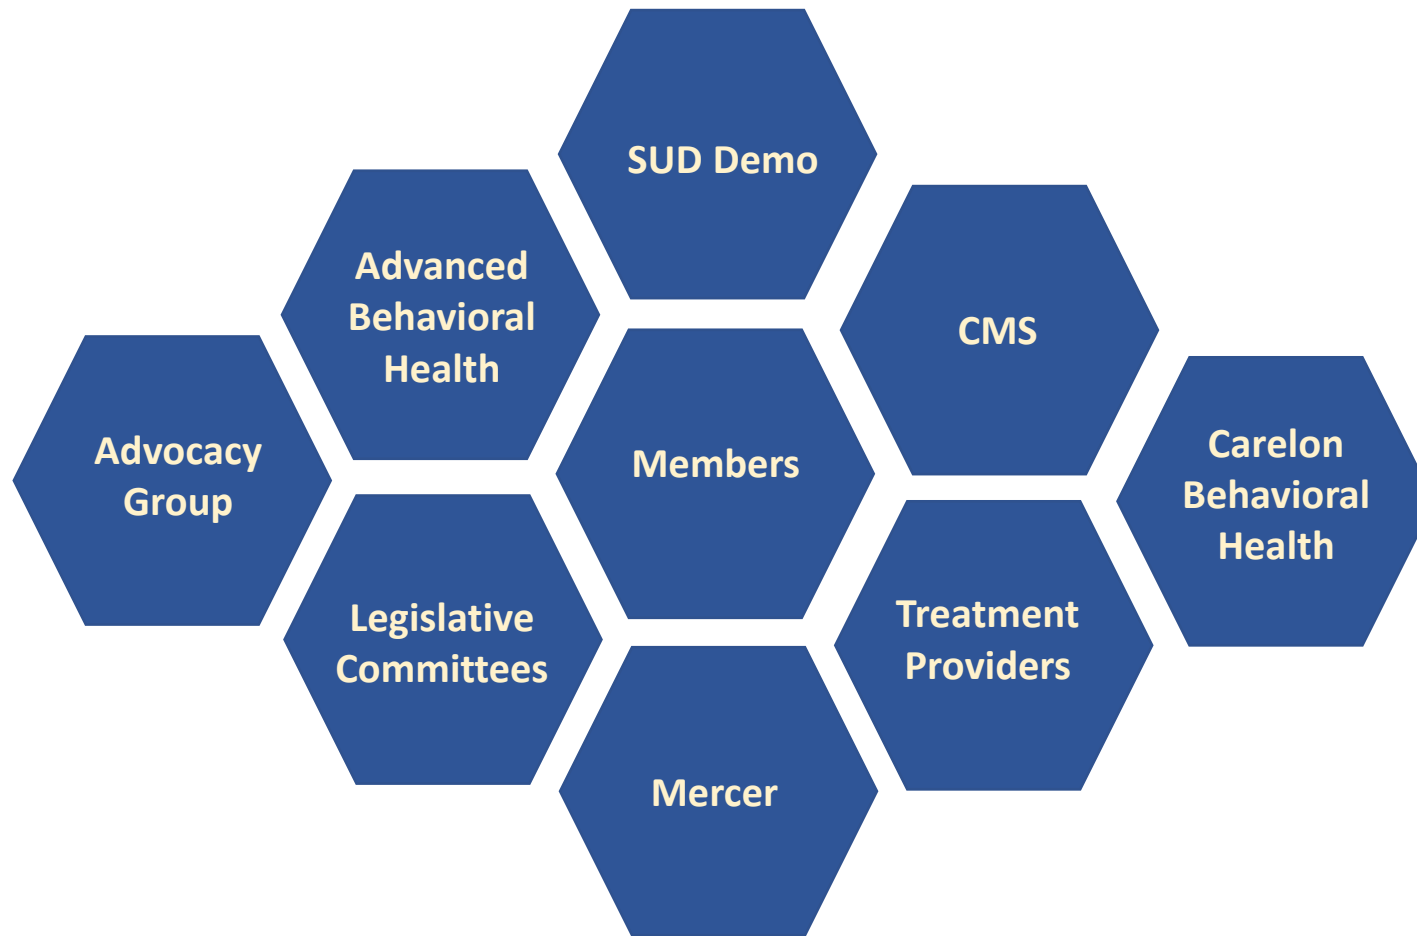 SUD Demo
Advanced
Behavioral
Health
CMS
Advocacy
Group
Members
Carelon
Behavioral
Health
Legislative
Committees
Treatment
Providers
Mercer